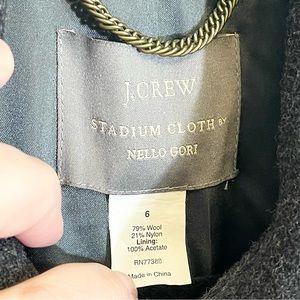 J.CREW
STADIUM CLOTH BY
NELLO GORI
6
79% Wool
21% Nylon
Lining:
100% Acetate
RN77388
Made in China